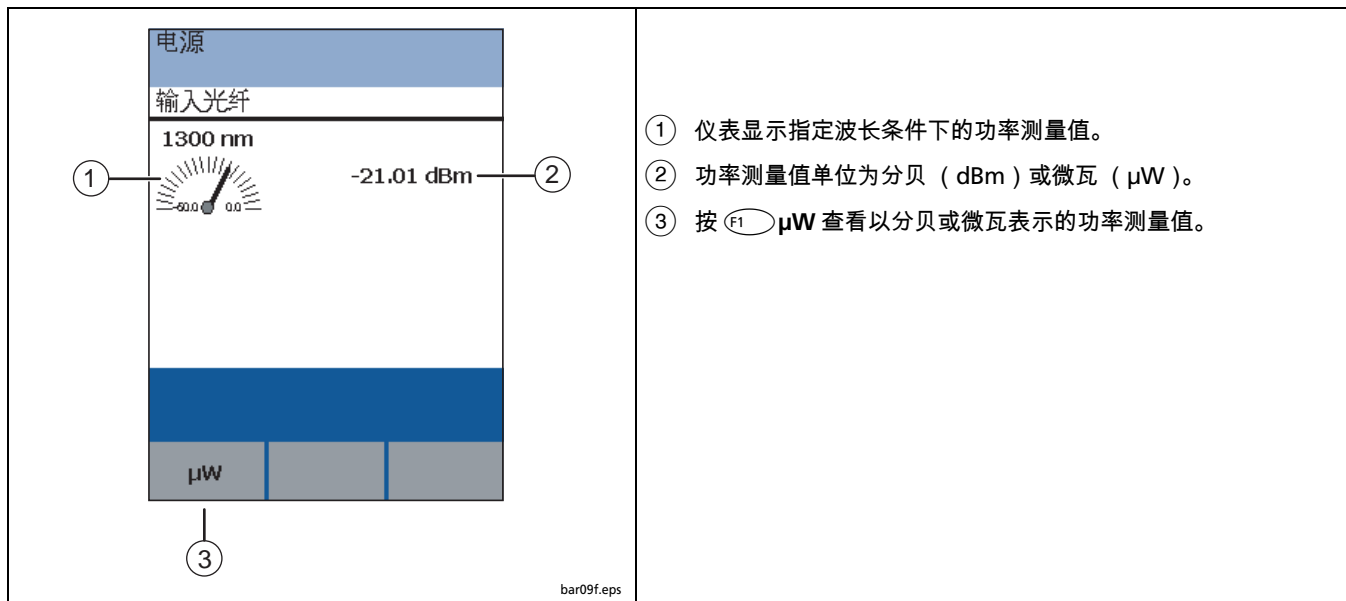 电源
输入光纤
1300 nm
-60.0 0.0
-21.01 dBm
1
2
µW
3
bar09f.eps
① 仪表显示指定波长条件下的功率测量值。
② 功率测量值单位为分贝 （dBm）或微瓦 （µW）。
③ 按 F1 µW 查看以分贝或微瓦表示的功率测量值。